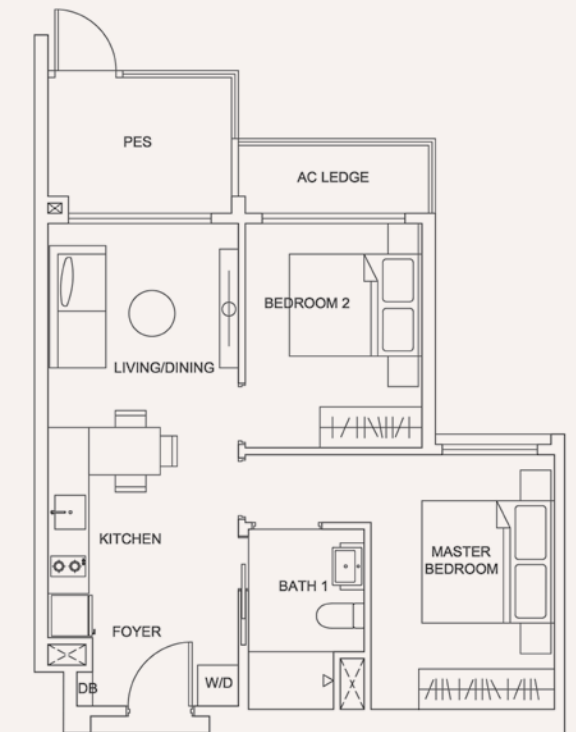 PES
AC LEDGE
BEDROOM 2
LIVING/DINING
KITCHEN
MASTER
BEDROOM
BATH 1
FOYER
W/D
DB